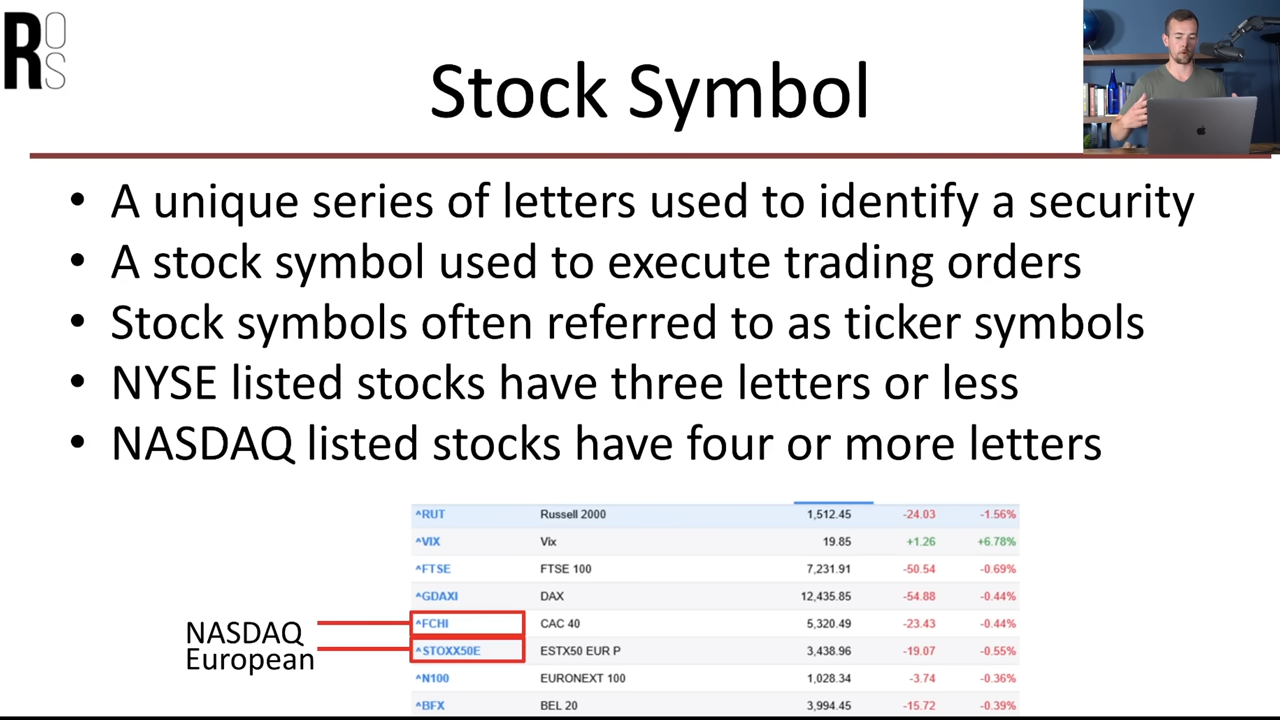 ROS
Stock Symbol
• A unique series of letters used to identify a security
• A stock symbol used to execute trading orders
• Stock symbols often referred to as ticker symbols
• NYSE listed stocks have three letters or less
• NASDAQ listed stocks have four or more letters
^RUT Russell 2000 1,512.45 -24.03 -1.56%
^VIX Vix 19.85 +1.26 +6.78%
^FTSE FTSE 100 7,231.91 -50.54 -0.69%
^GDAXI DAX 12,435.85 -54.88 -0.44%
NASDAQ ^FCHI CAC 40 5,320.49 -23.43 -0.44%
European ^STOXX50E ESTX50 EUR P 3,438.96 -19.07 -0.55%
^N100 EURONEXT 100 1,028.34 -3.74 -0.36%
^BFX BEL 20 3,994.45 -15.72 -0.39%